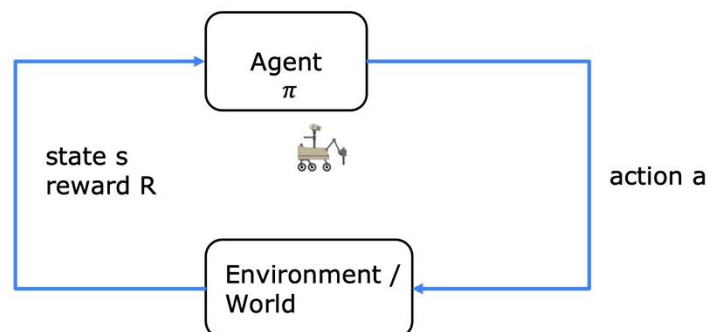 Agent
π
state s
reward R
action a
Environment /
World